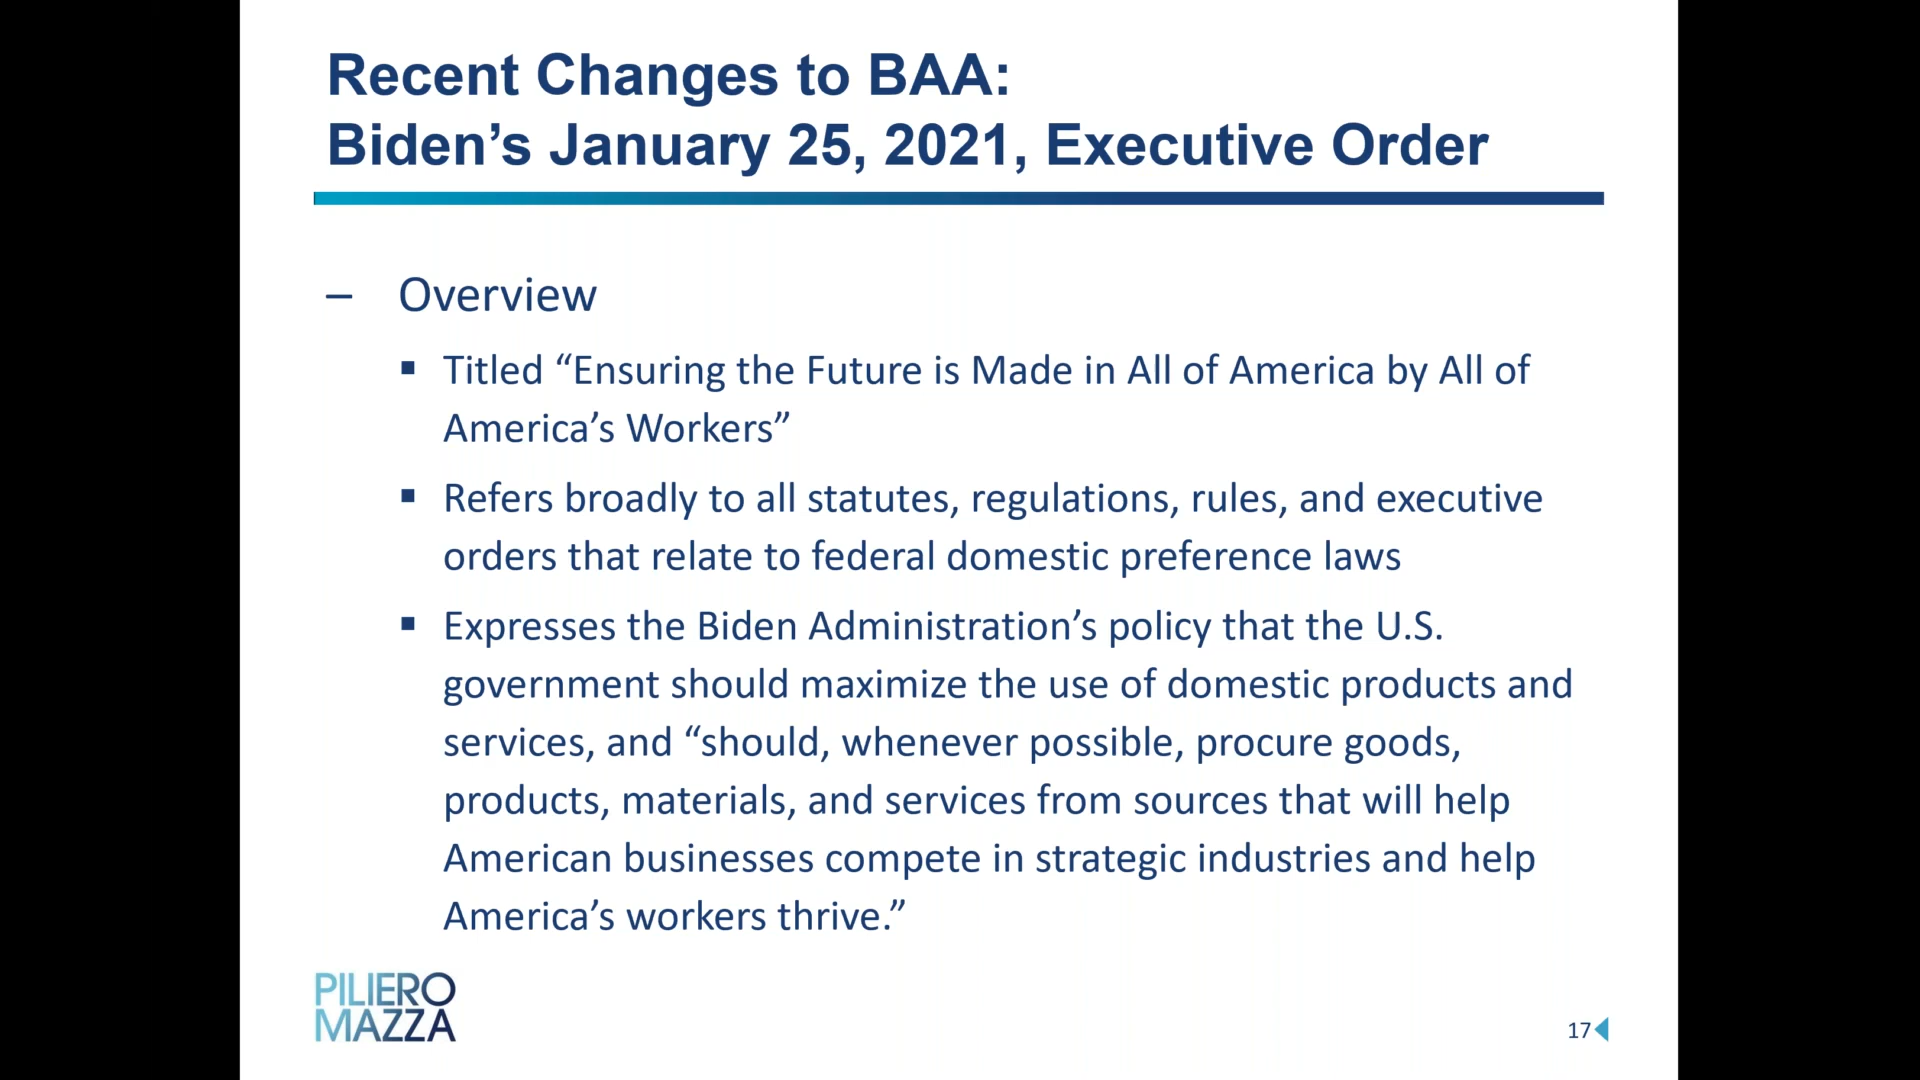 Recent Changes to BAA:
Biden’s January 25, 2021, Executive Order
– Overview
▪ Titled “Ensuring the Future is Made in All of America by All of
America’s Workers”
▪ Refers broadly to all statutes, regulations, rules, and executive
orders that relate to federal domestic preference laws
▪ Expresses the Biden Administration’s policy that the U.S.
government should maximize the use of domestic products and
services, and “should, whenever possible, procure goods,
products, materials, and services from sources that will help
American businesses compete in strategic industries and help
America’s workers thrive.”
PILIERO
MAZZA
17